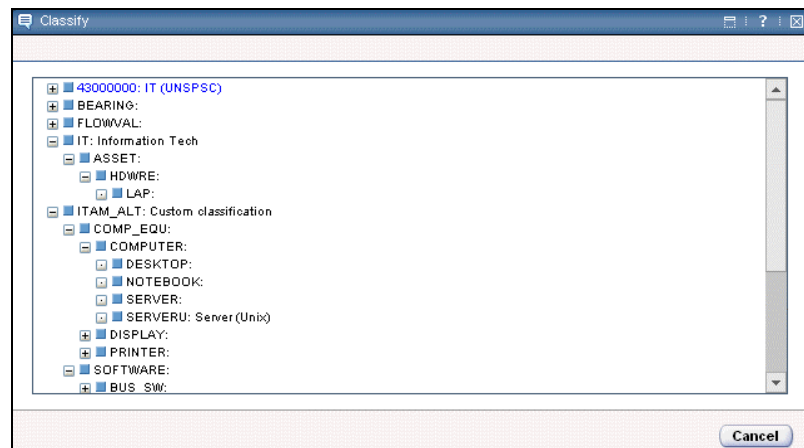 Classify
?
43000000: IT (UNSPSC)
BEARING:
FLOWVAL:
IT: Information Tech
ASSET:
HDWRE:
LAP:
ITAM_ALT: Custom classification
COMP_EQU:
COMPUTER:
DESKTOP:
NOTEBOOK:
SERVER:
SERVERU: Server(Unix)
DISPLAY:
PRINTER:
SOFTWARE:
BUS_SW:
Cancel